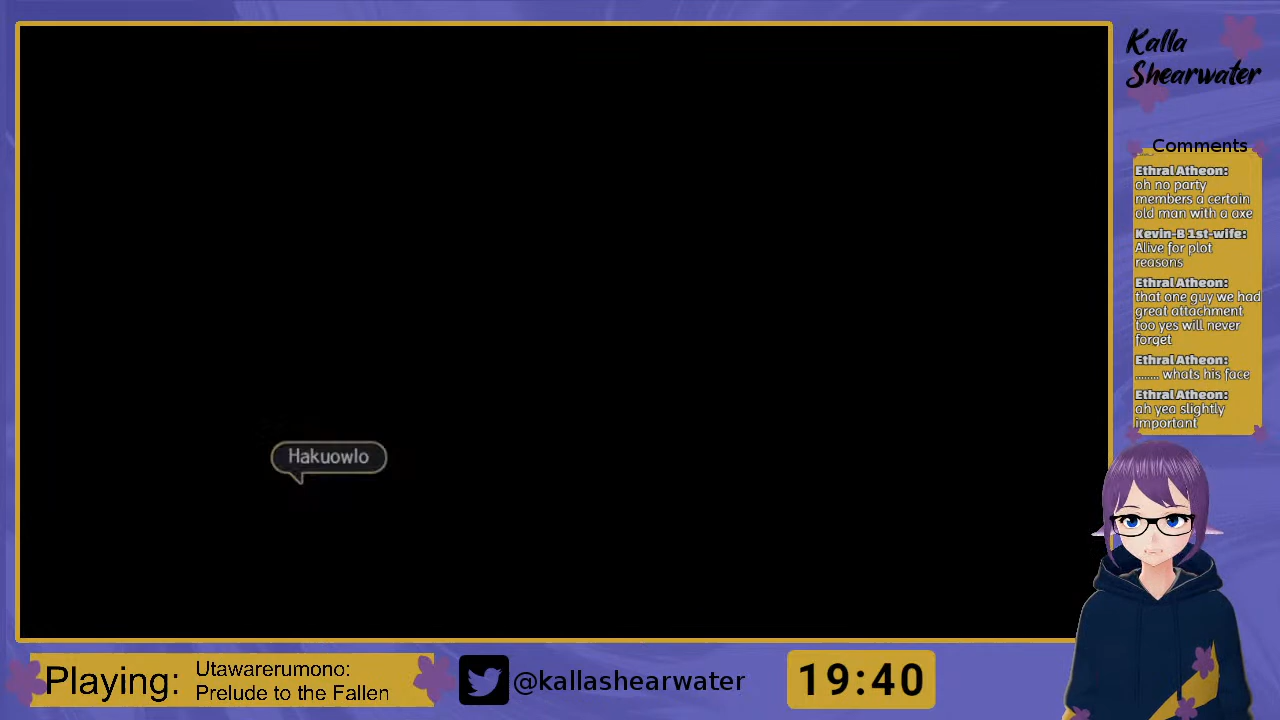 Kalla
Shearwater
Comments
Ethral Atheon:
oh no party
members a certain
old man with a axe
Kevin-B 1st-wife:
Alive for plot
reasons
Ethral Atheon:
that one guy we had
great attachment
too yes will never
forget
Ethral Atheon:
........ whats his face
Ethral Atheon:
ah yea slightly
important
Hakuowlo
Playing:
Utawarerumono:
Prelude to the Fallen
@kallashearwater
19:40